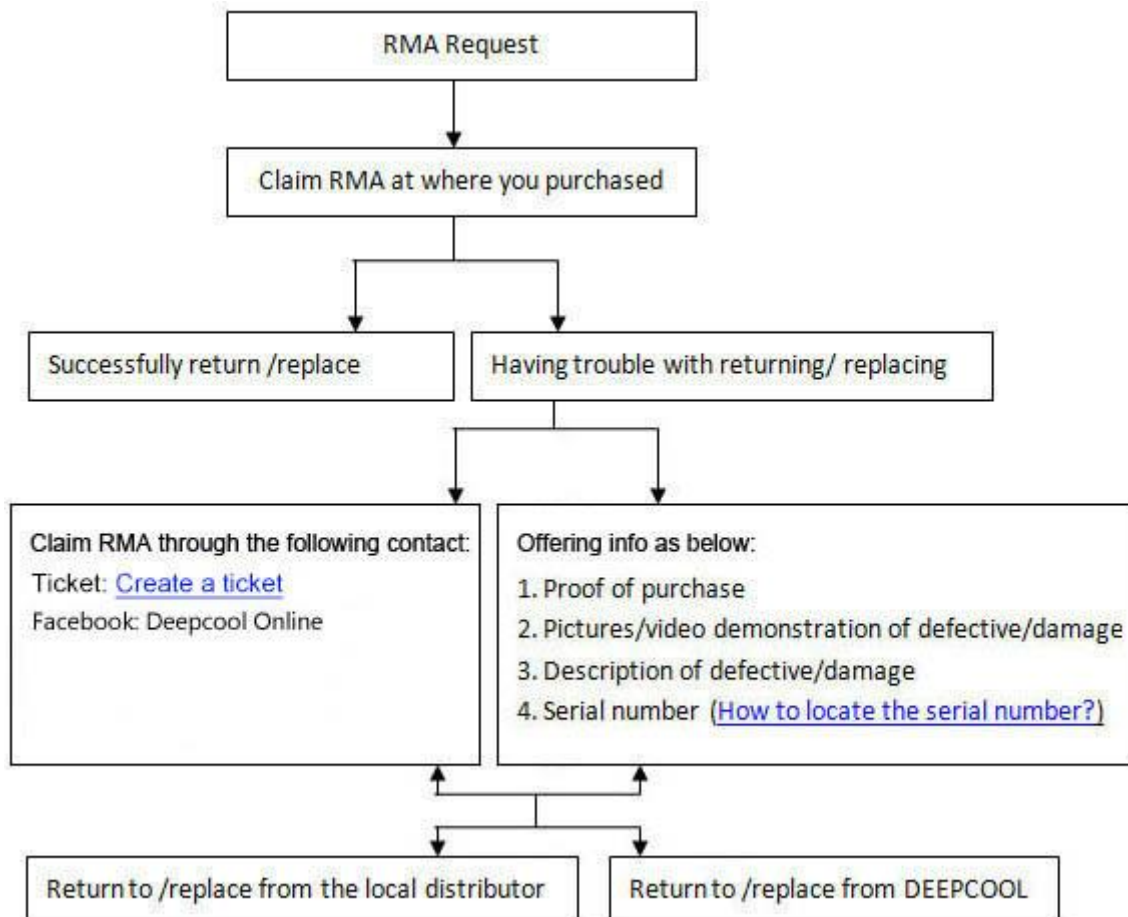 RMA Request
Claim RMA at where you purchased
Successfully return /replace
Having trouble with returning/ replacing
Claim RMA through the following contact:
Ticket: Create a ticket
Facebook: Deepcool Online
Offering info as below:
1. Proof of purchase
2. Pictures/video demonstration of defective/damage
3. Description of defective/damage
4. Serial number (How to locate the serial number?)
Return to /replace from the local distributor
Return to /replace from DEEPCOOL